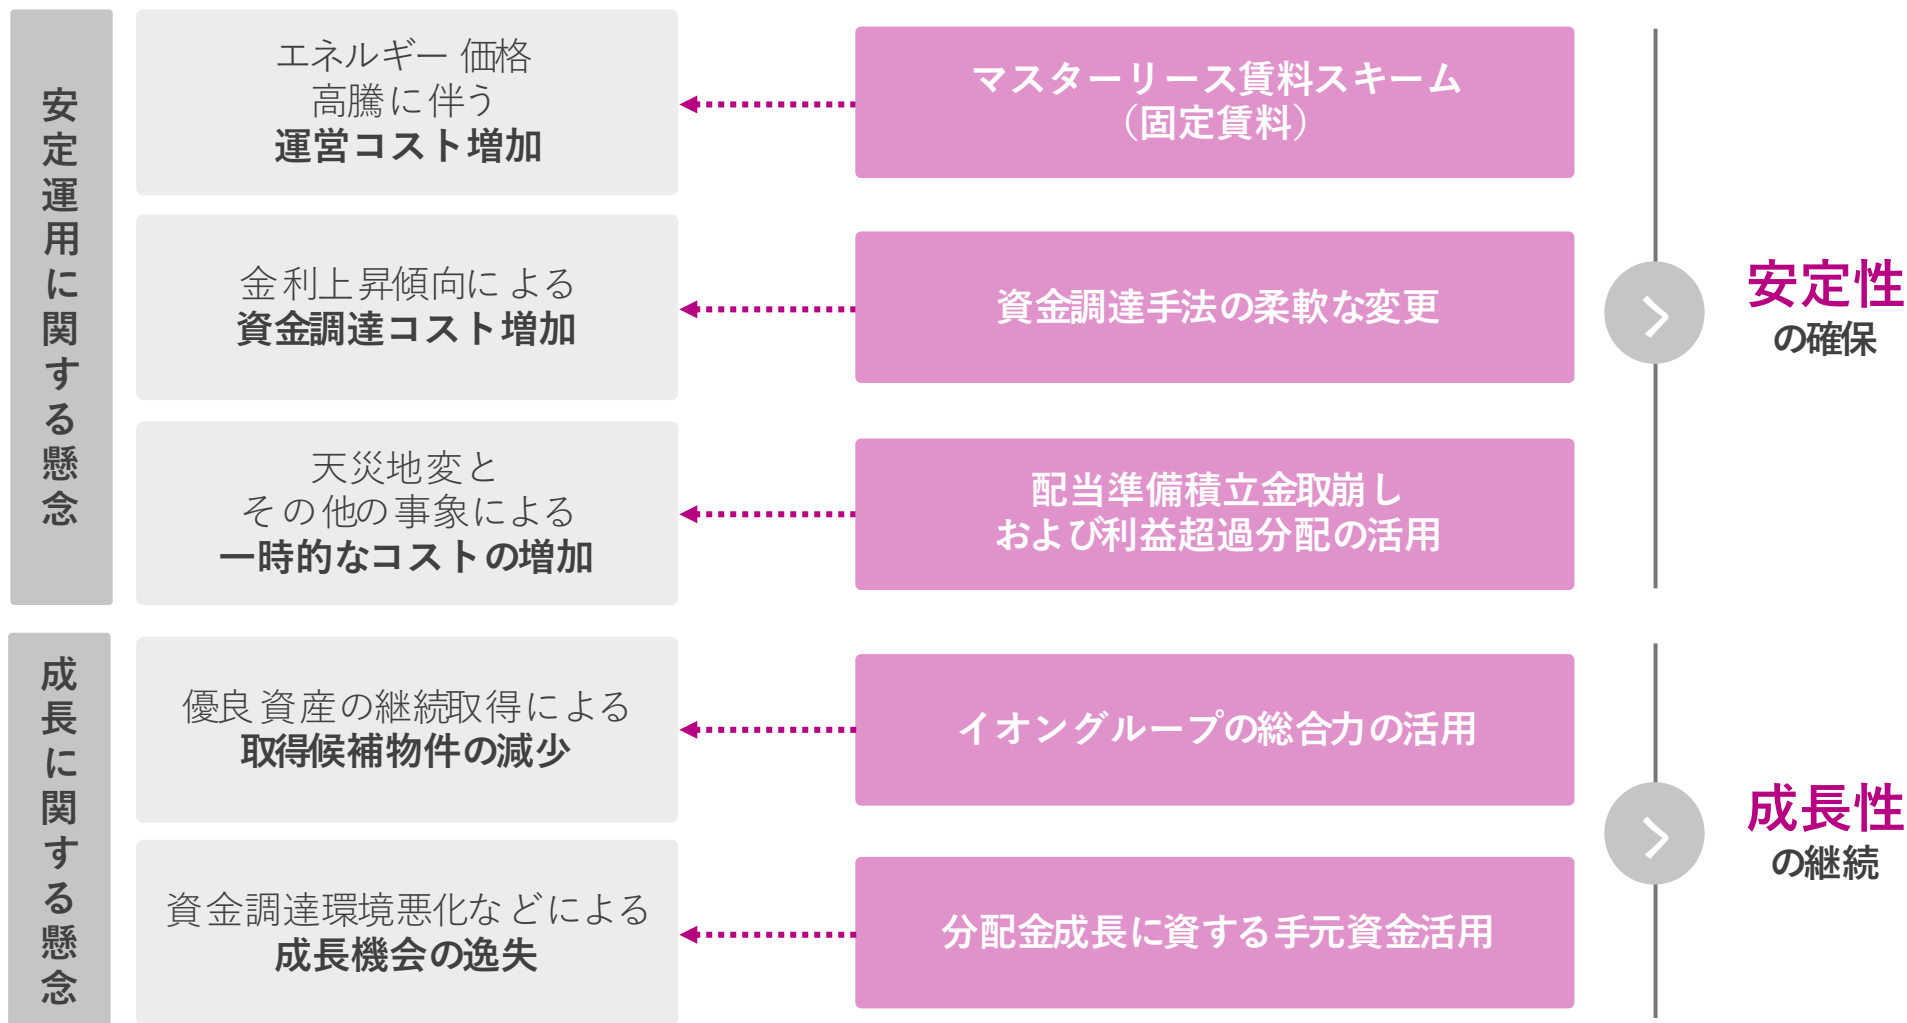 安定運用に関する懸念
エネルギー価格
高騰に伴う
運営コスト増加
マスターリース賃料スキーム
（固定賃料）
金利上昇傾向による
資金調達コスト増加
資金調達手法の柔軟な変更
天災地変と
その他の事象による
一時的なコストの増加
配当準備積立金取崩し
および利益超過分配の活用
安定性
の確保
成長に関する懸念
優良資産の継続取得による
取得候補物件の減少
イオングループの総合力の活用
資金調達環境悪化などによる
成長機会の逸失
分配金成長に資する手元資金活用
成長性
の継続